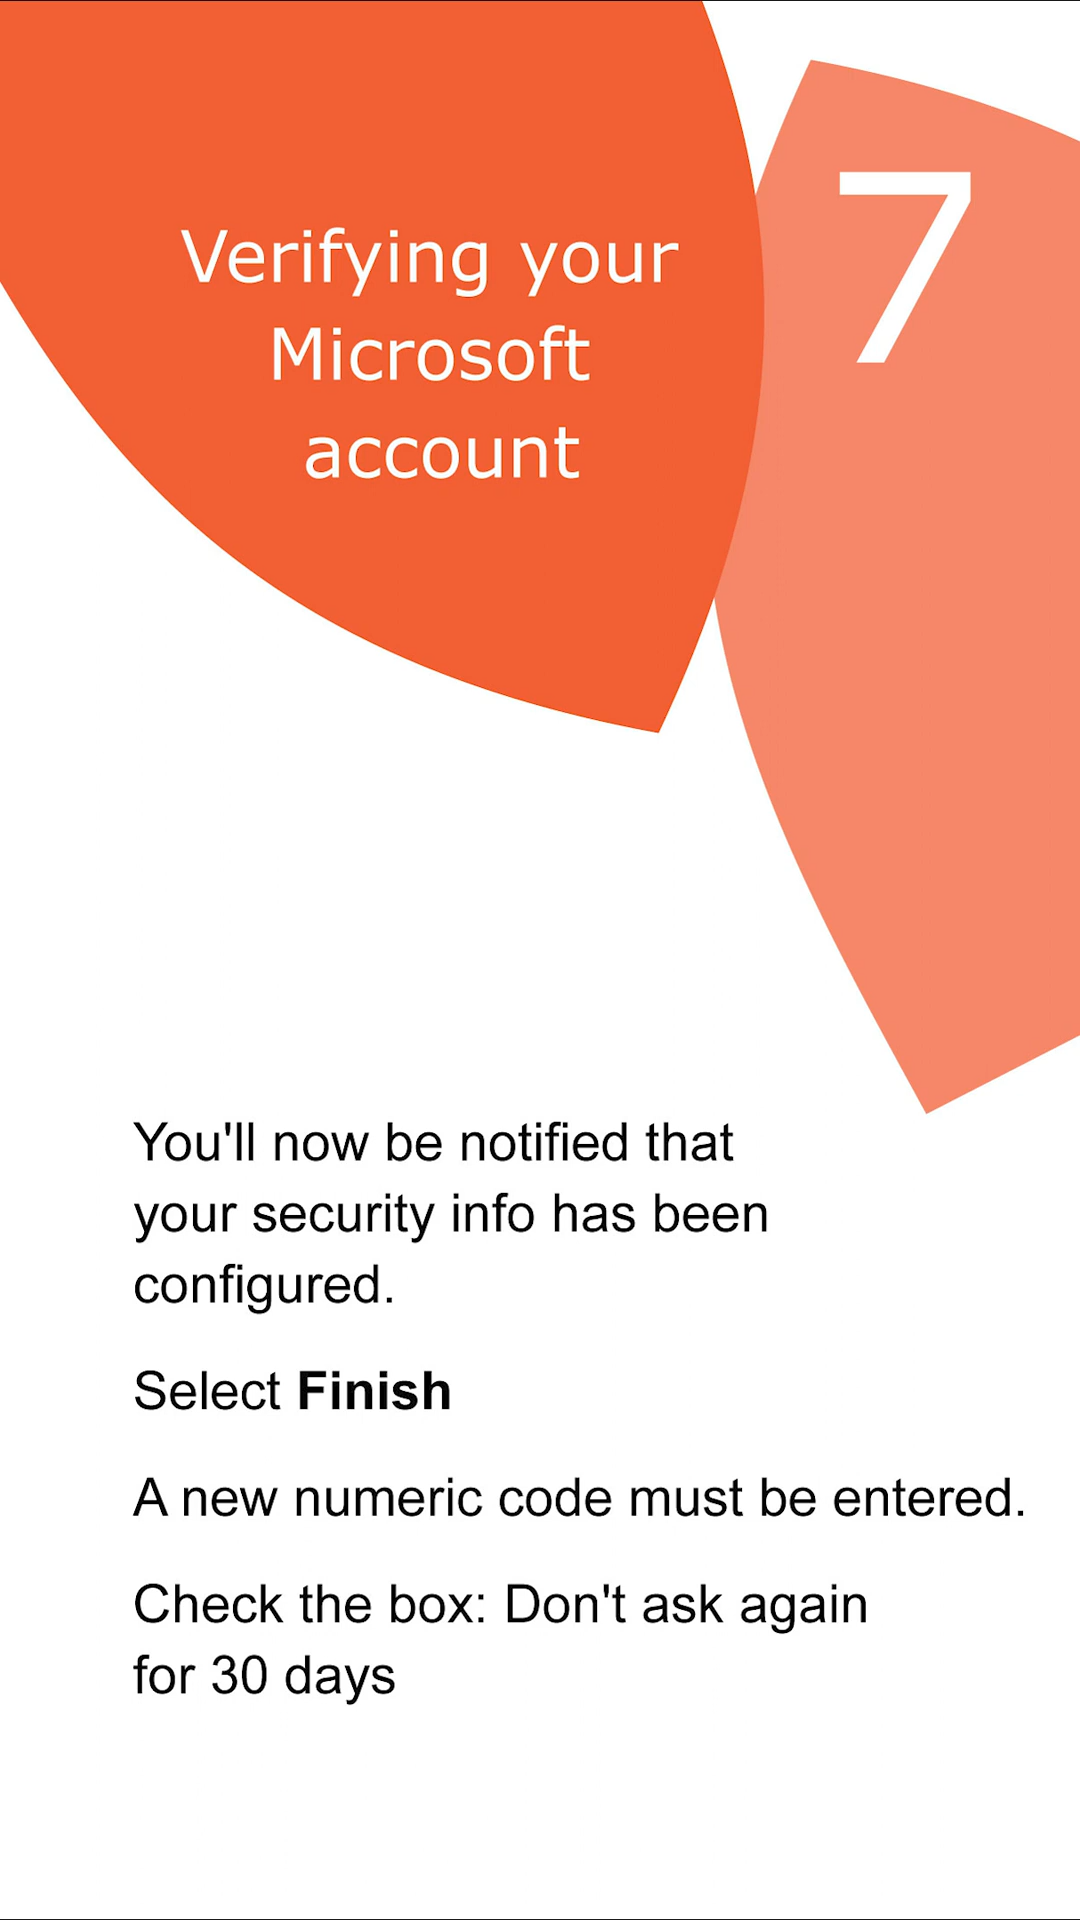 Verifying your
Microsoft
account
7
You'll now be notified that
your security info has been
configured.
Select Finish
A new numeric code must be entered.
Check the box: Don't ask again
for 30 days